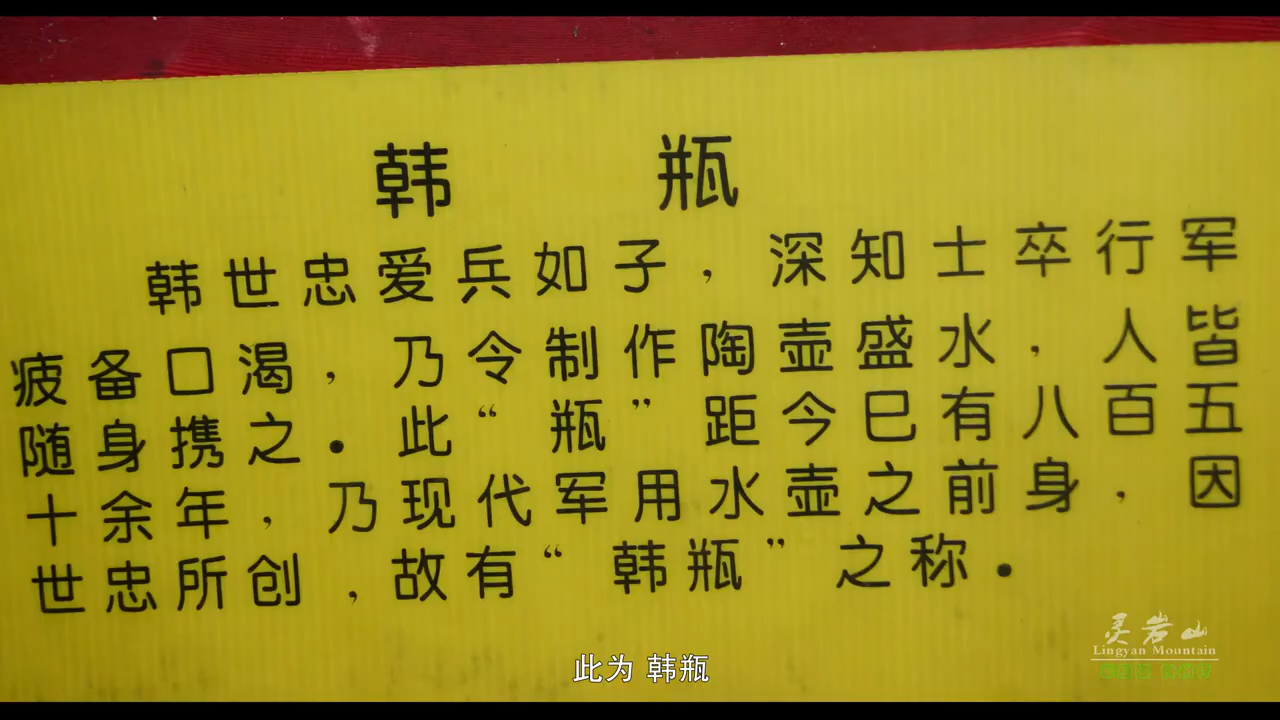 韩 瓶
韩世忠爱兵如子，深知士卒行军
疲备口渴，乃令制作陶壶盛水，人皆
随身携之．此“瓶”距今巳有八百五
十余年，乃现代军用水壶之前身，因
世忠所创，故有“韩瓶”之称．
灵岩山
Lingyan Mountain
此为 韩瓶